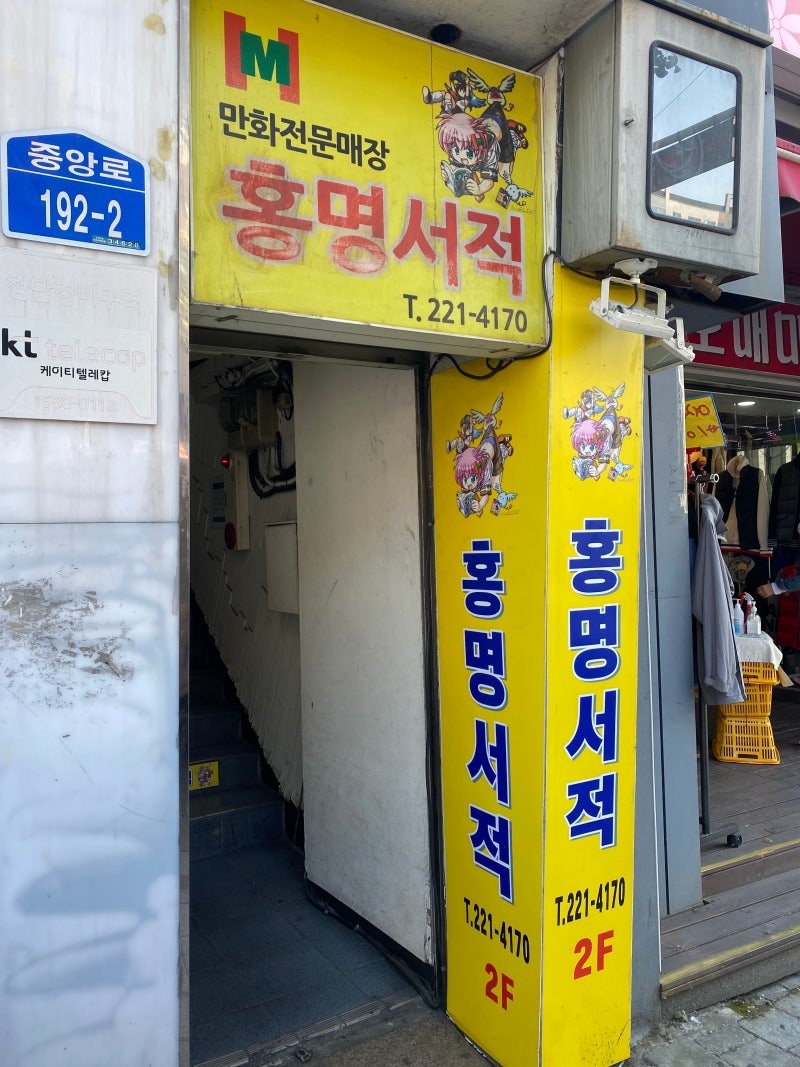 중앙로
192-2
34928
kt telecop
케이티텔레캅
만화전문매장
홍명서적
T. 221-4170
홍명서적
T.221-4170
2F
홍명서적
T.221-4170
2F